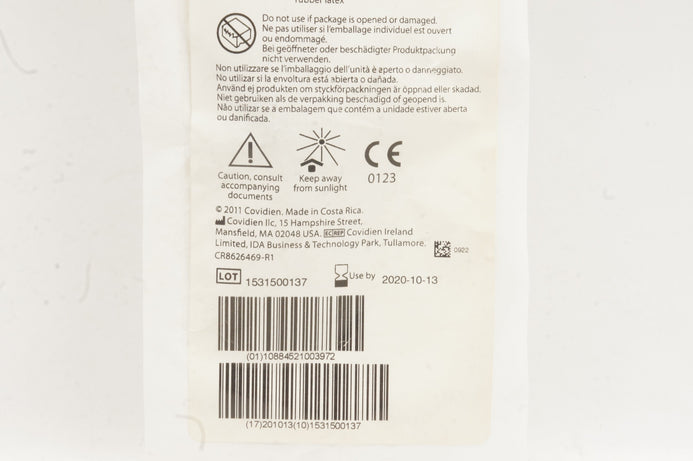 rubber latex
Do not use if package is opened or damaged.
Ne pas utiliser si l'emballage individuel est ouvert
ou endommagé.
Bei geöffneter oder beschädigter Produktpackung
nicht verwenden.
Non utilizzare se l'imballaggio dell'unità è aperto o danneggiato.
No utilizar si la envoltura está abierta o dañada.
Använd ej produkten om styckförpackningen är öppnad eller skadad.
Niet gebruiken als de verpakking beschadigd of geopend is.
Não utilizar se a embalagem que contém a unidade estiver aberta
ou danificada.
Caution, consult
accompanying
documents
Keep away
from sunlight
CE
0123
© 2011 Covidien. Made in Costa Rica.
Covidien llc, 15 Hampshire Street,
Mansfield, MA 02048 USA. EC REP Covidien Ireland
Limited, IDA Business & Technology Park, Tullamore.
0922
CR8626469-R1
LOT 1531500137 Use by 2020-10-13
(01)10884521003972
(17)201013(10)1531500137